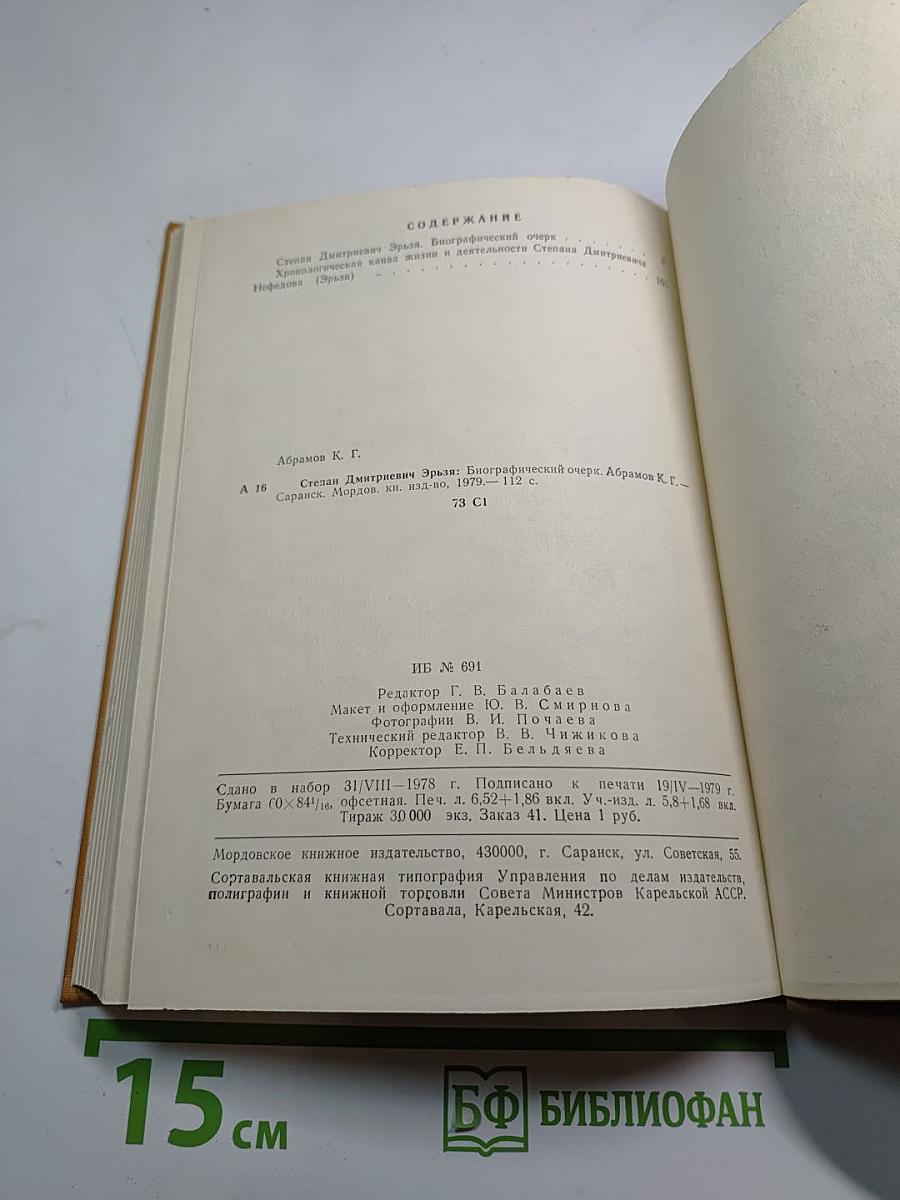 СОДЕРЖАНИЕ
Степан Дмитриевич Эрьзя. Биографический очерк . . . . . . . 3
Хронологическая канва жизни и деятельности Степана Дмитриевича
Нефедова (Эрьзи) . . . . . . . . . . . . . . . . . . .
Абрамов К. Г.
А 16 Степан Дмитриевич Эрьзя: Биографический очерк. Абрамов К. Г.—
Саранск. Мордов. кн. изд-во, 1979.— 112 с.
73 С1
ИБ № 691
Редактор Г. В. Балабаев
Макет и оформление Ю. В. Смирнова
Фотографии В. И. Почаева
Технический редактор В. В. Чижикова
Корректор Е. П. Бельдяева
Сдано в набор 31/VIII—1978 г. Подписано к печати 19/IV—1979 г.
Бумага 60×84¹/₁₆, офсетная. Печ. л. 6,52+1,86 вкл. Уч.-изд. л. 5,8+1,68 вкл.
Тираж 30 000 экз. Заказ 41. Цена 1 руб.
Мордовское книжное издательство, 430000, г. Саранск, ул. Советская, 55.
Сортавальская книжная типография Управления по делам издательств,
полиграфии и книжной торговли Совета Министров Карельской АССР.
Сортавала, Карельская, 42.
15 см
БФ БИБЛИОФАН